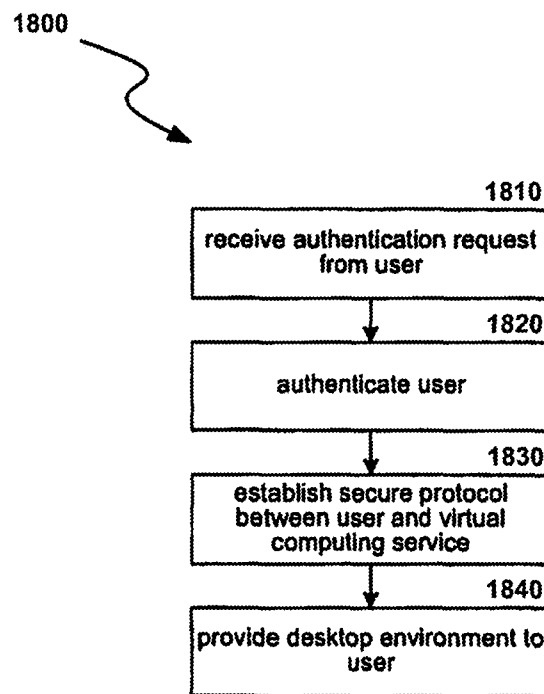 1800
1810
receive authentication request
from user
1820
authenticate user
1830
establish secure protocol
between user and virtual
computing service
1840
provide desktop environment to
user